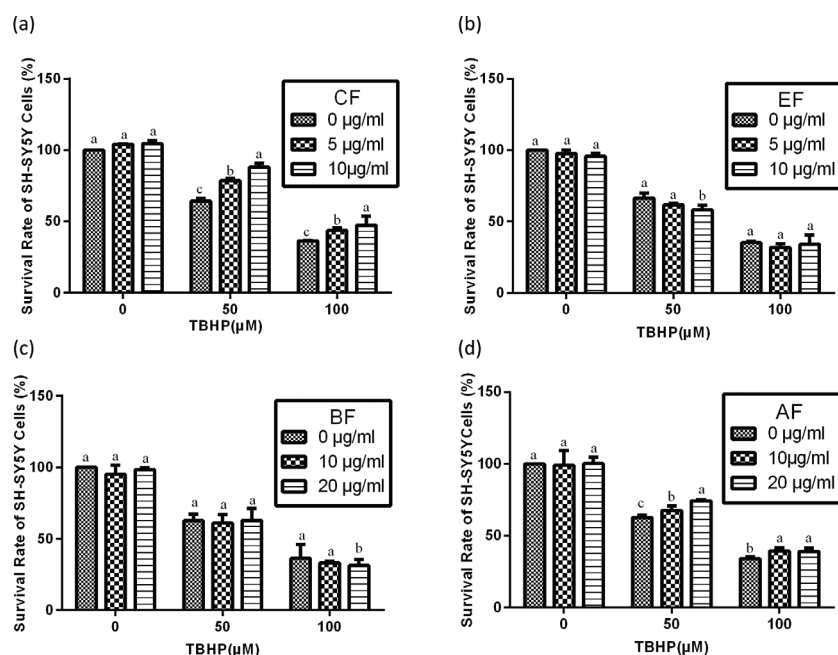 (a)
Survival Rate of SH-SY5Y Cells (%)
150
100
50
0
CF
0 μg/ml
5 μg/ml
10μg/ml
a a a
c b a
c b a
0 50 100
TBHP(μM)
(b)
Survival Rate of SH-SY5Y Cells (%)
150
100
50
0
EF
0 μg/ml
5 μg/ml
10 μg/ml
a a a
a a b
a a a
0 50 100
TBHP(μM)
(c)
Survival Rate of SH-SY5Y Cells (%)
150
100
50
0
BF
0 μg/ml
10 μg/ml
20 μg/ml
a a a
a a a
a a b
0 50 100
TBHP(μM)
(d)
Survival Rate of SH-SY5YCells (%)
150
100
50
0
AF
0 μg/ml
10μg/ml
20 μg/ml
a a a
c b a
b a a
0 50 100
TBHP(μM)